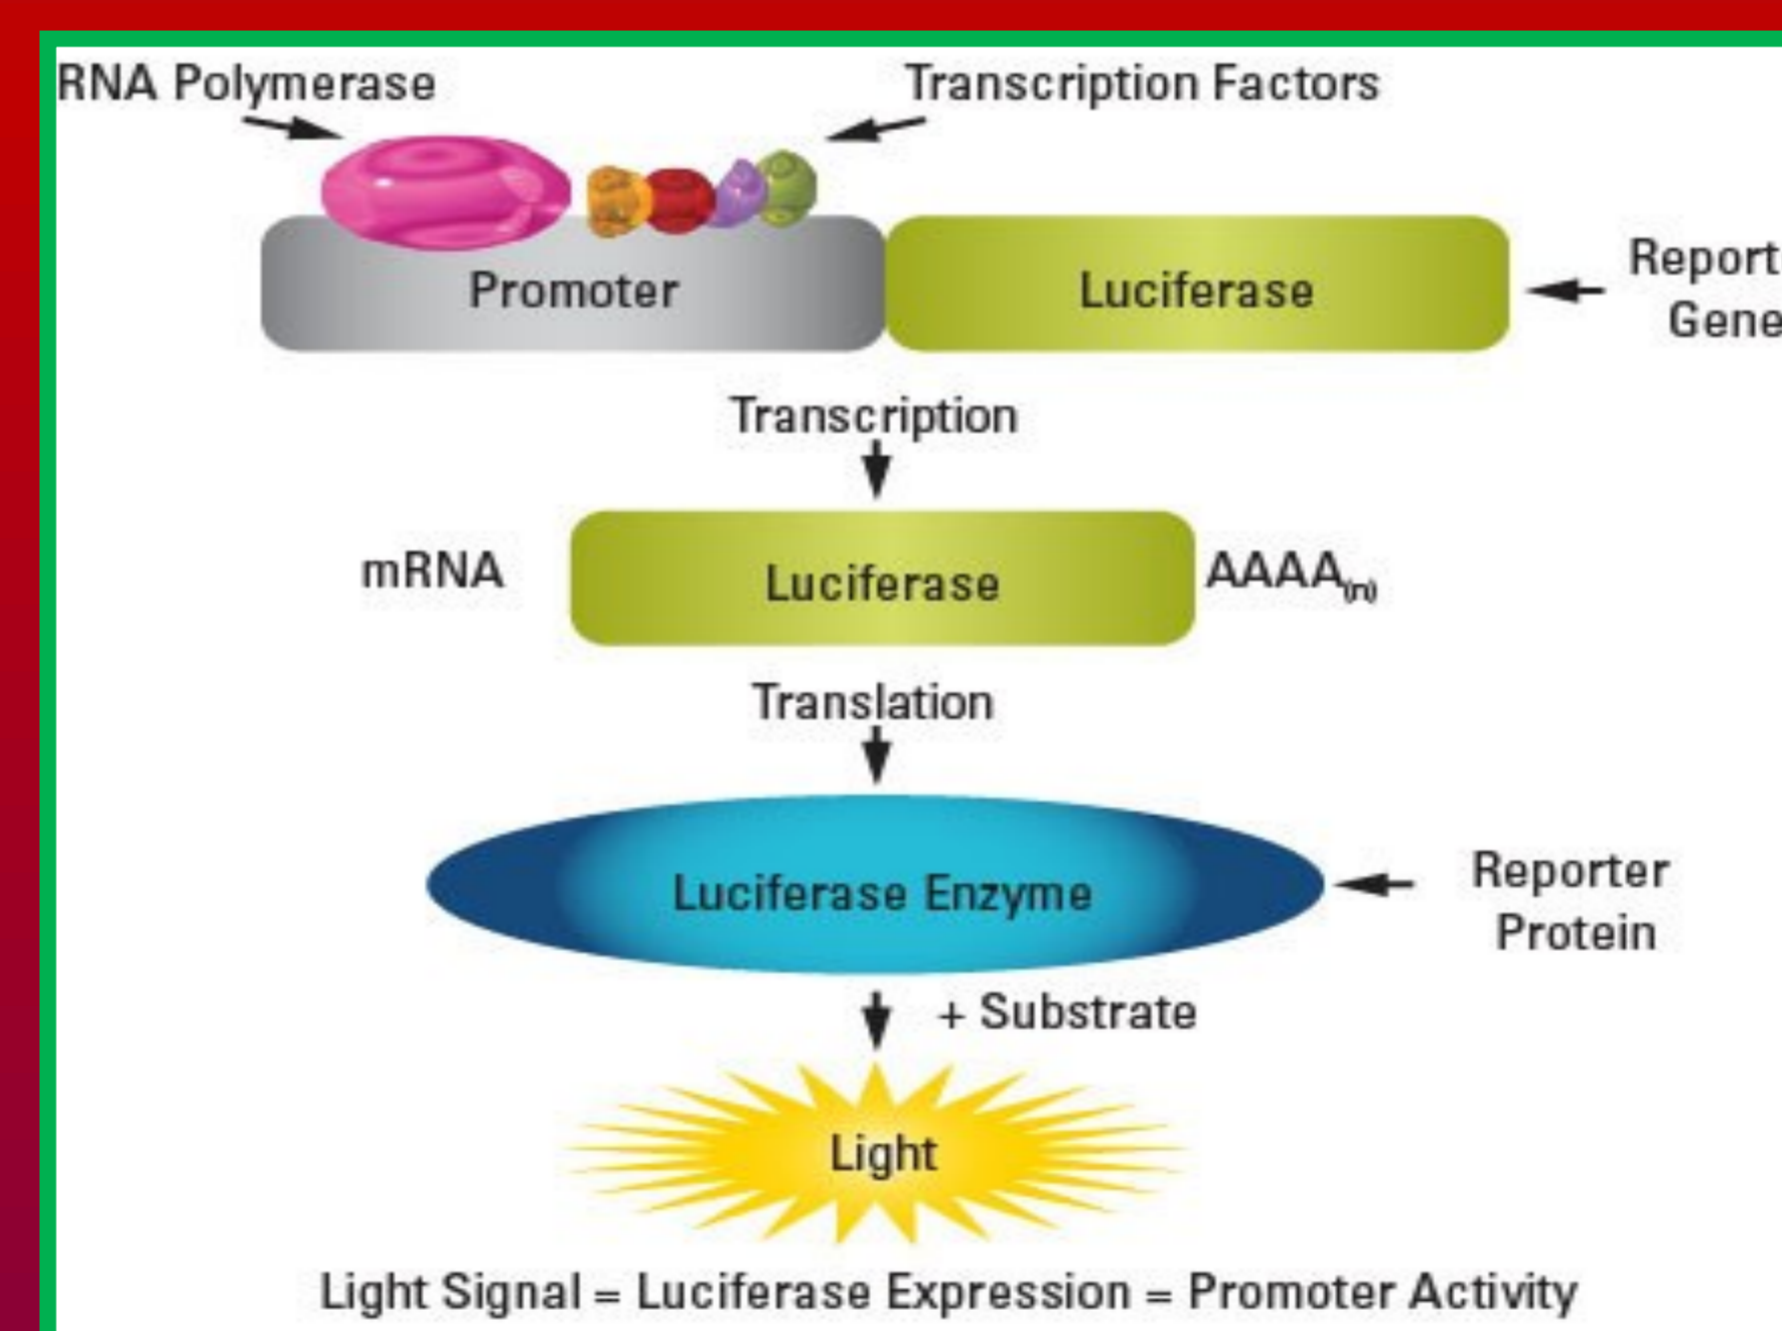 RNA Polymerase
Transcription Factors
Promoter
Luciferase
Gene
Transcription
mRNA
Luciferase
AAAA(n)
Translation
Luciferase Enzyme
Reporter
Protein
+ Substrate
Light
Light Signal = Luciferase Expression = Promoter Activity